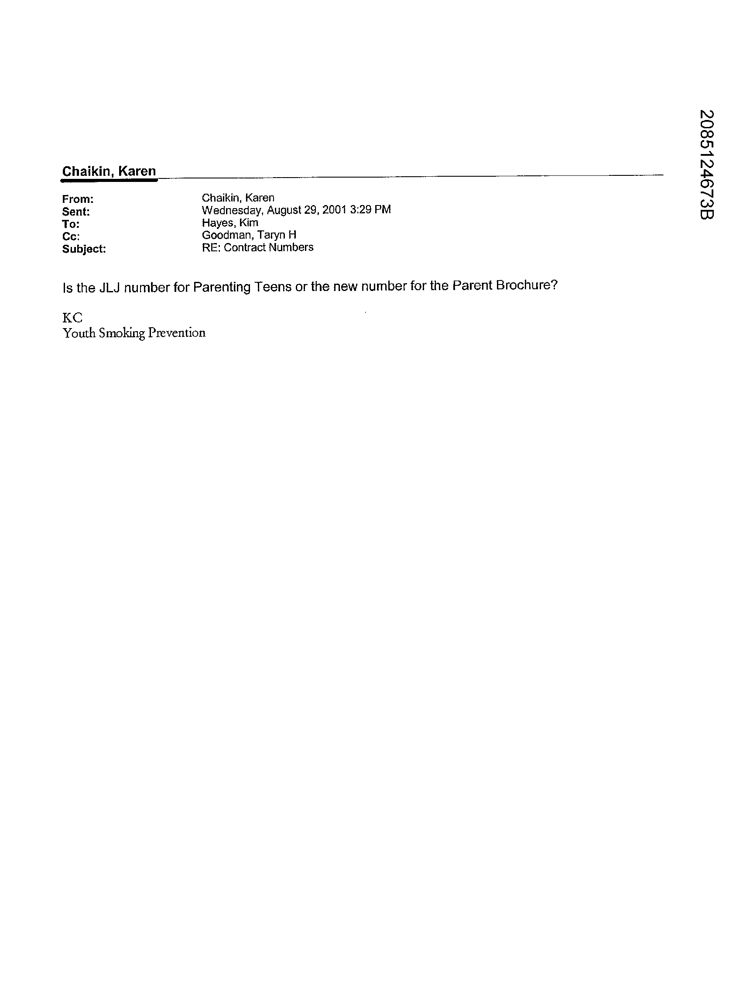 2085124673B
Chaikin, Karen
From: Chaikin, Karen
Sent: Wednesday, August 29, 2001 3:29 PM
To: Hayes, Kim
Cc: Goodman, Taryn H
Subject: RE: Contract Numbers
Is the JLJ number for Parenting Teens or the new number for the Parent Brochure?
KC
Youth Smoking Prevention